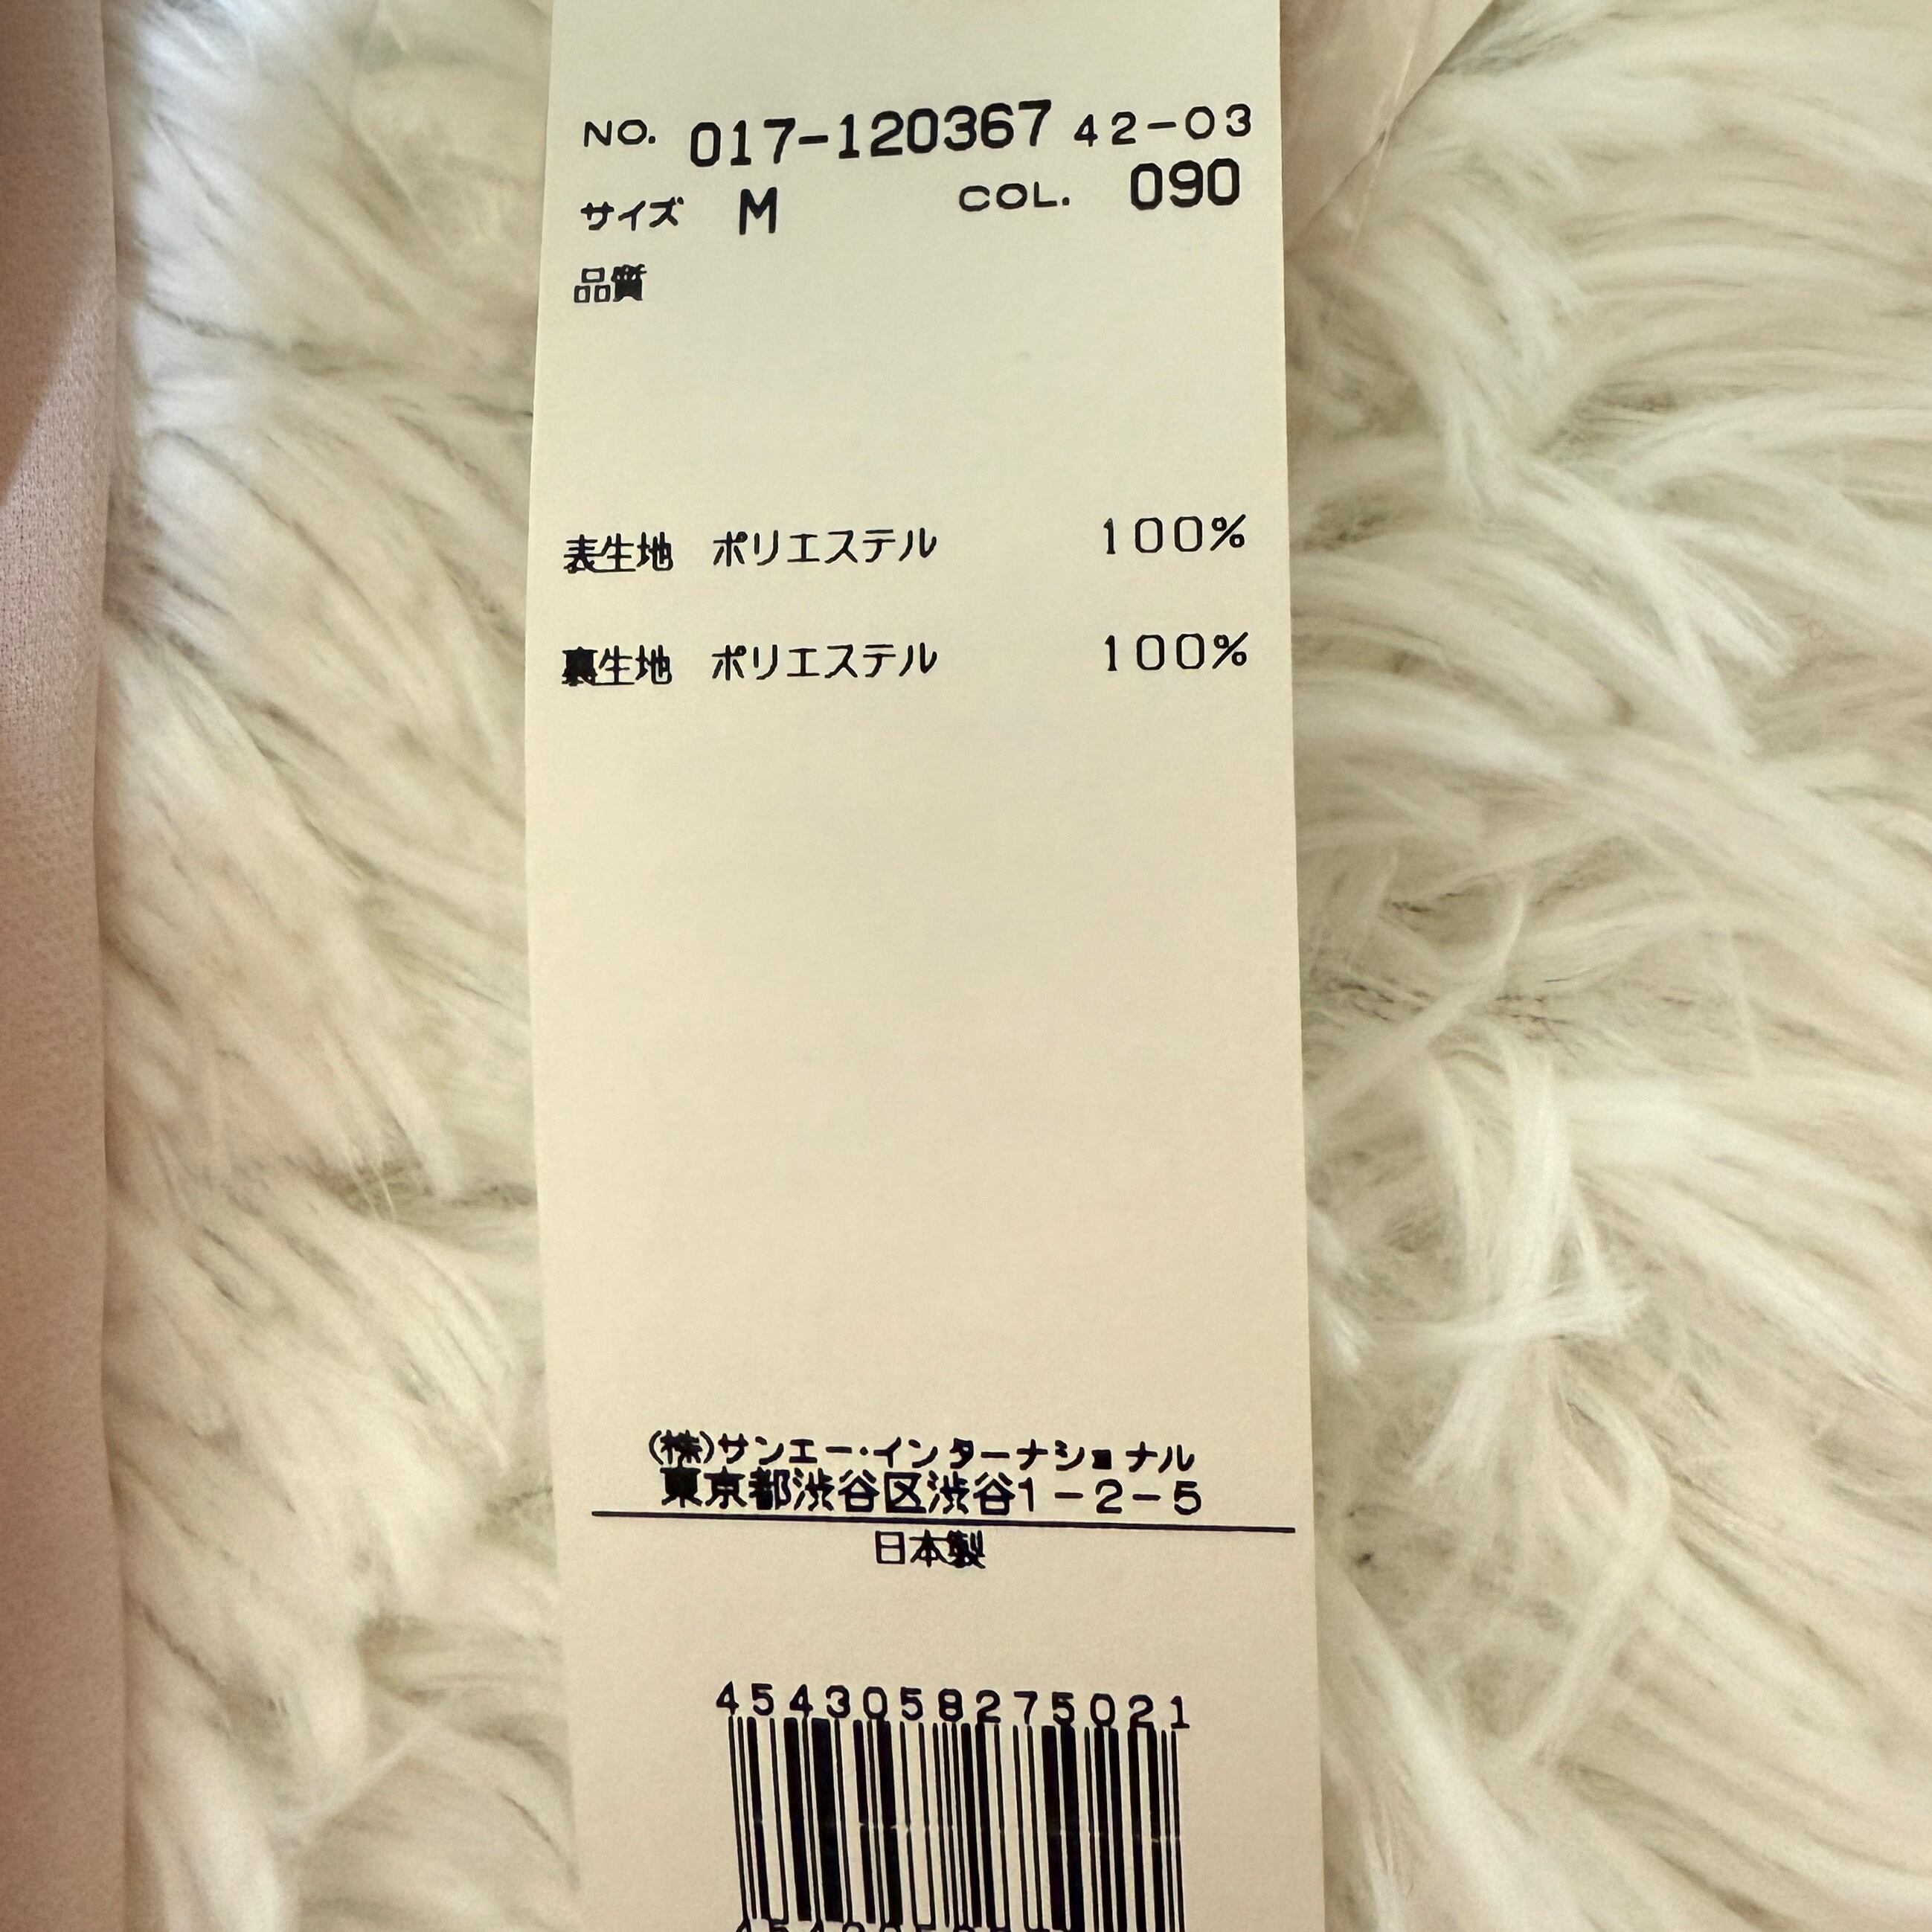 NO. 017-120367 42-03
サイズ M COL. 090
品質
表生地 ポリエステル 100%
裏生地 ポリエステル 100%
(株)サンエー・インターナショナル
東京都渋谷区渋谷1-2-5
日本製
4543058275021